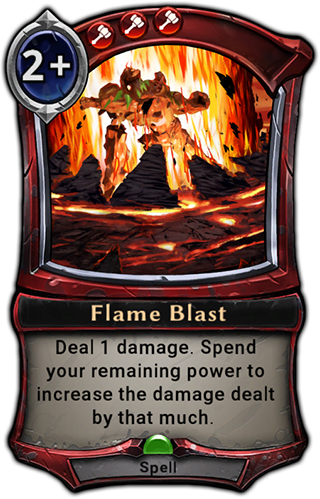 2+
Flame Blast
Deal 1 damage. Spend
your remaining power to
increase the damage dealt
by that much.
Spell